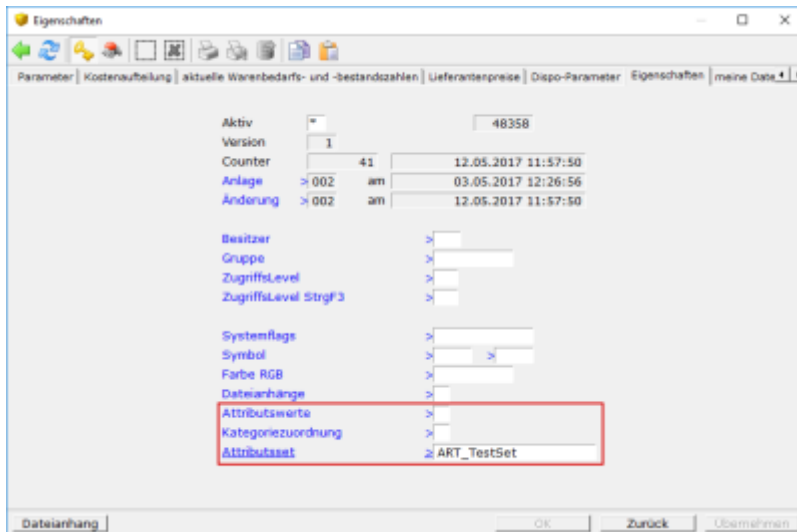 Eigenschaften
Parameter Kostenaufteilung aktuelle Warenbedarfs- und -bestandszahlen Lieferantenpreise Dispo-Parameter Eigenschaften meine Date
Aktiv * 48358
Version 1
Counter 41 12.05.2017 11:57:50
Anlage > 002 am 03.05.2017 12:26:56
Änderung > 002 am 12.05.2017 11:57:50
Besitzer >
Gruppe >
ZugriffsLevel >
ZugriffsLevel StrgF3 >
Systemflags >
Symbol > >
Farbe RGB >
Dateianhänge >
Attributswerte >
Kategoriezuordnung >
Attributsset > ART_TestSet
Dateianhang OK Zurück Übernehmen